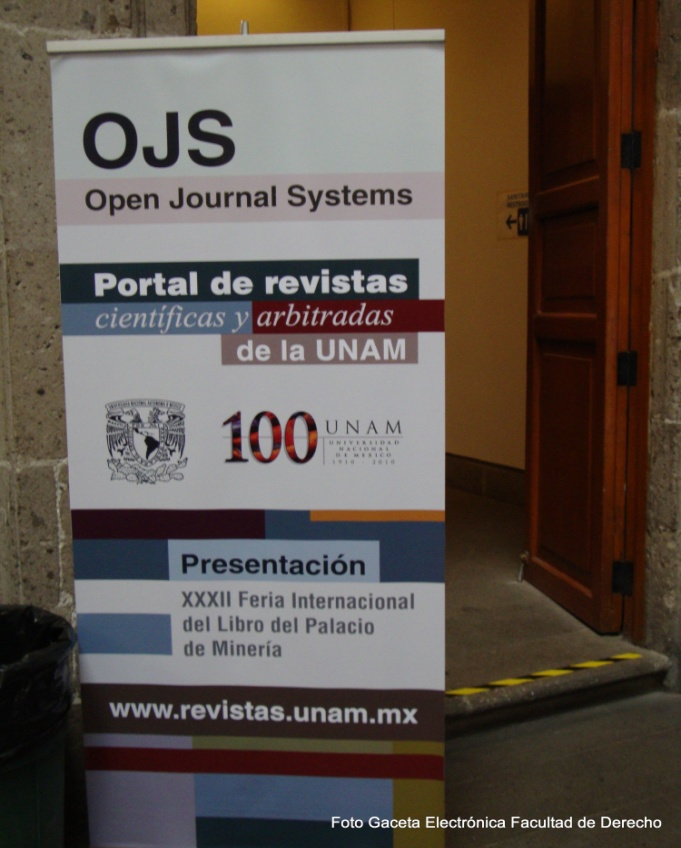 OJS
Open Journal Systems
Portal de revistas
científicas y arbitradas
de la UNAM
100 UNAM
UNIVERSIDAD
NACIONAL
DE MÉXICO
1910 - 2010
Presentación
XXXII Feria Internacional
del Libro del Palacio
de Minería
www.revistas.unam.mx
Foto Gaceta Electrónica Facultad de Derecho